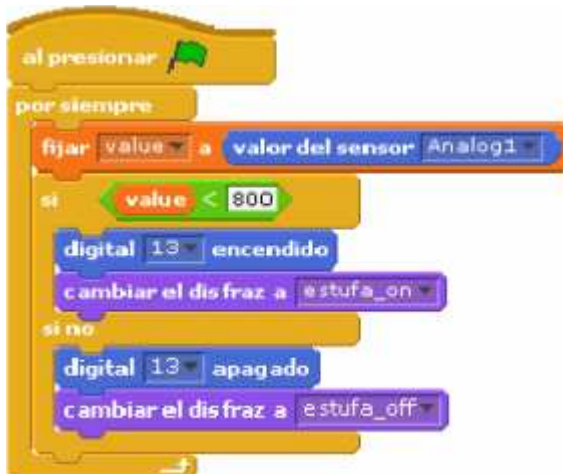 al presionar
por siempre
fijar value a valor del sensor Analog1
si value < 800
digital 13 encendido
cambiar el disfraz a estufa_on
si no
digital 13 apagado
cambiar el disfraz a estufa_off